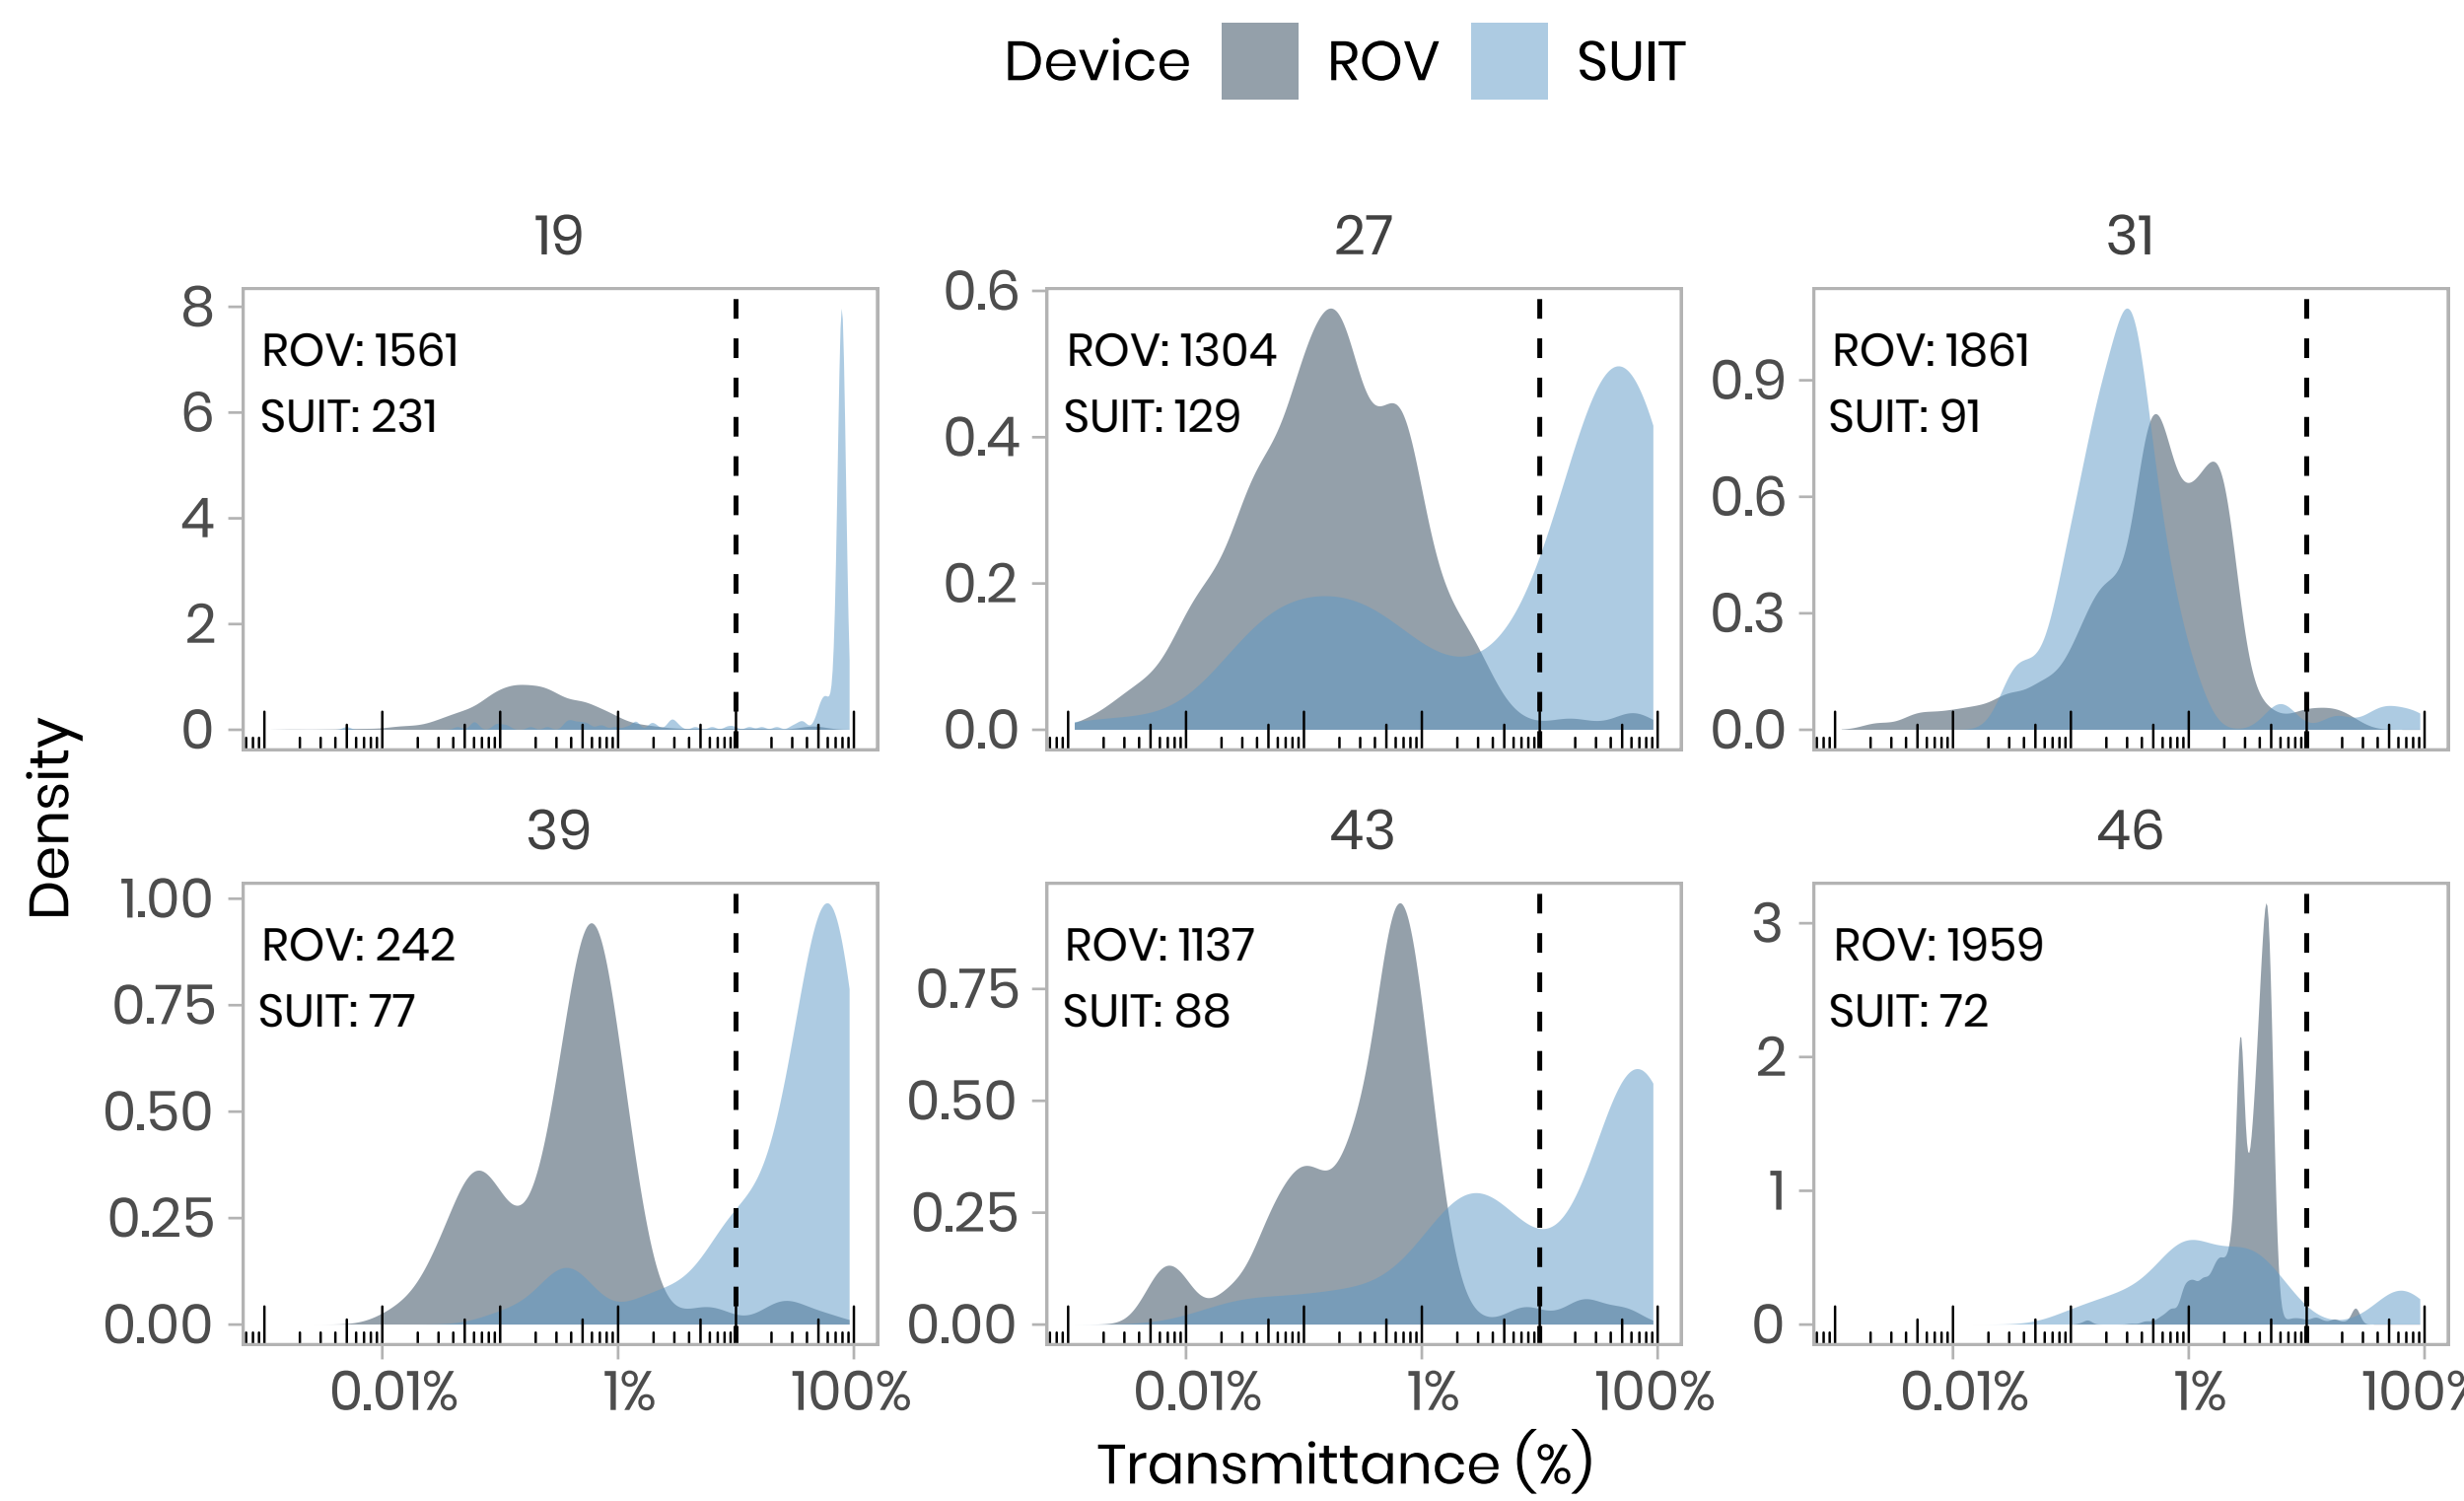 Device ROV SUIT
19 27 31
8
6
4
2
0
ROV: 1561
SUIT: 231
0.6
0.4
0.2
0.0
ROV: 1304
SUIT: 129
0.9
0.6
0.3
0.0
ROV: 1861
SUIT: 91
Density
39 43 46
1.00
0.75
0.50
0.25
0.00
ROV: 242
SUIT: 77
0.75
0.50
0.25
0.00
ROV: 1137
SUIT: 88
3
2
1
0
ROV: 1959
SUIT: 72
0.01% 1% 100% 0.01% 1% 100% 0.01% 1% 100%
Transmittance (%)